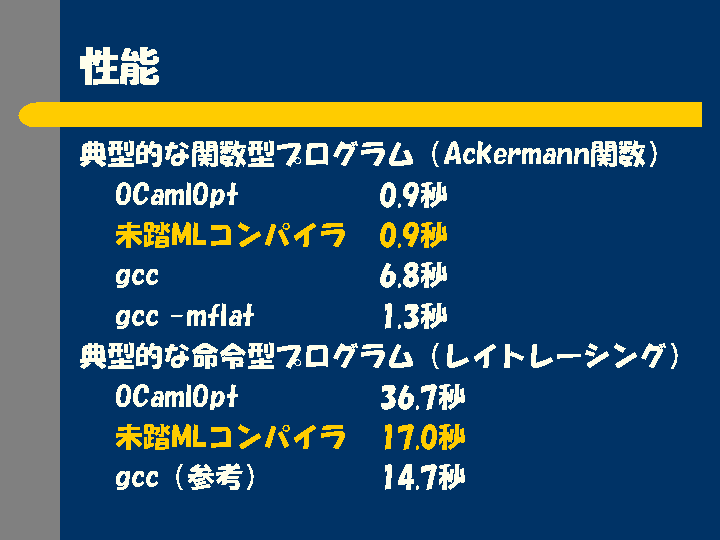 性能
典型的な関数型プログラム（Ackermann関数）
OCamlOpt 0.9秒
未踏MLコンパイラ 0.9秒
gcc 6.8秒
gcc -mflat 1.3秒
典型的な命令型プログラム（レイトレーシング）
OCamlOpt 36.7秒
未踏MLコンパイラ 17.0秒
gcc（参考） 14.7秒